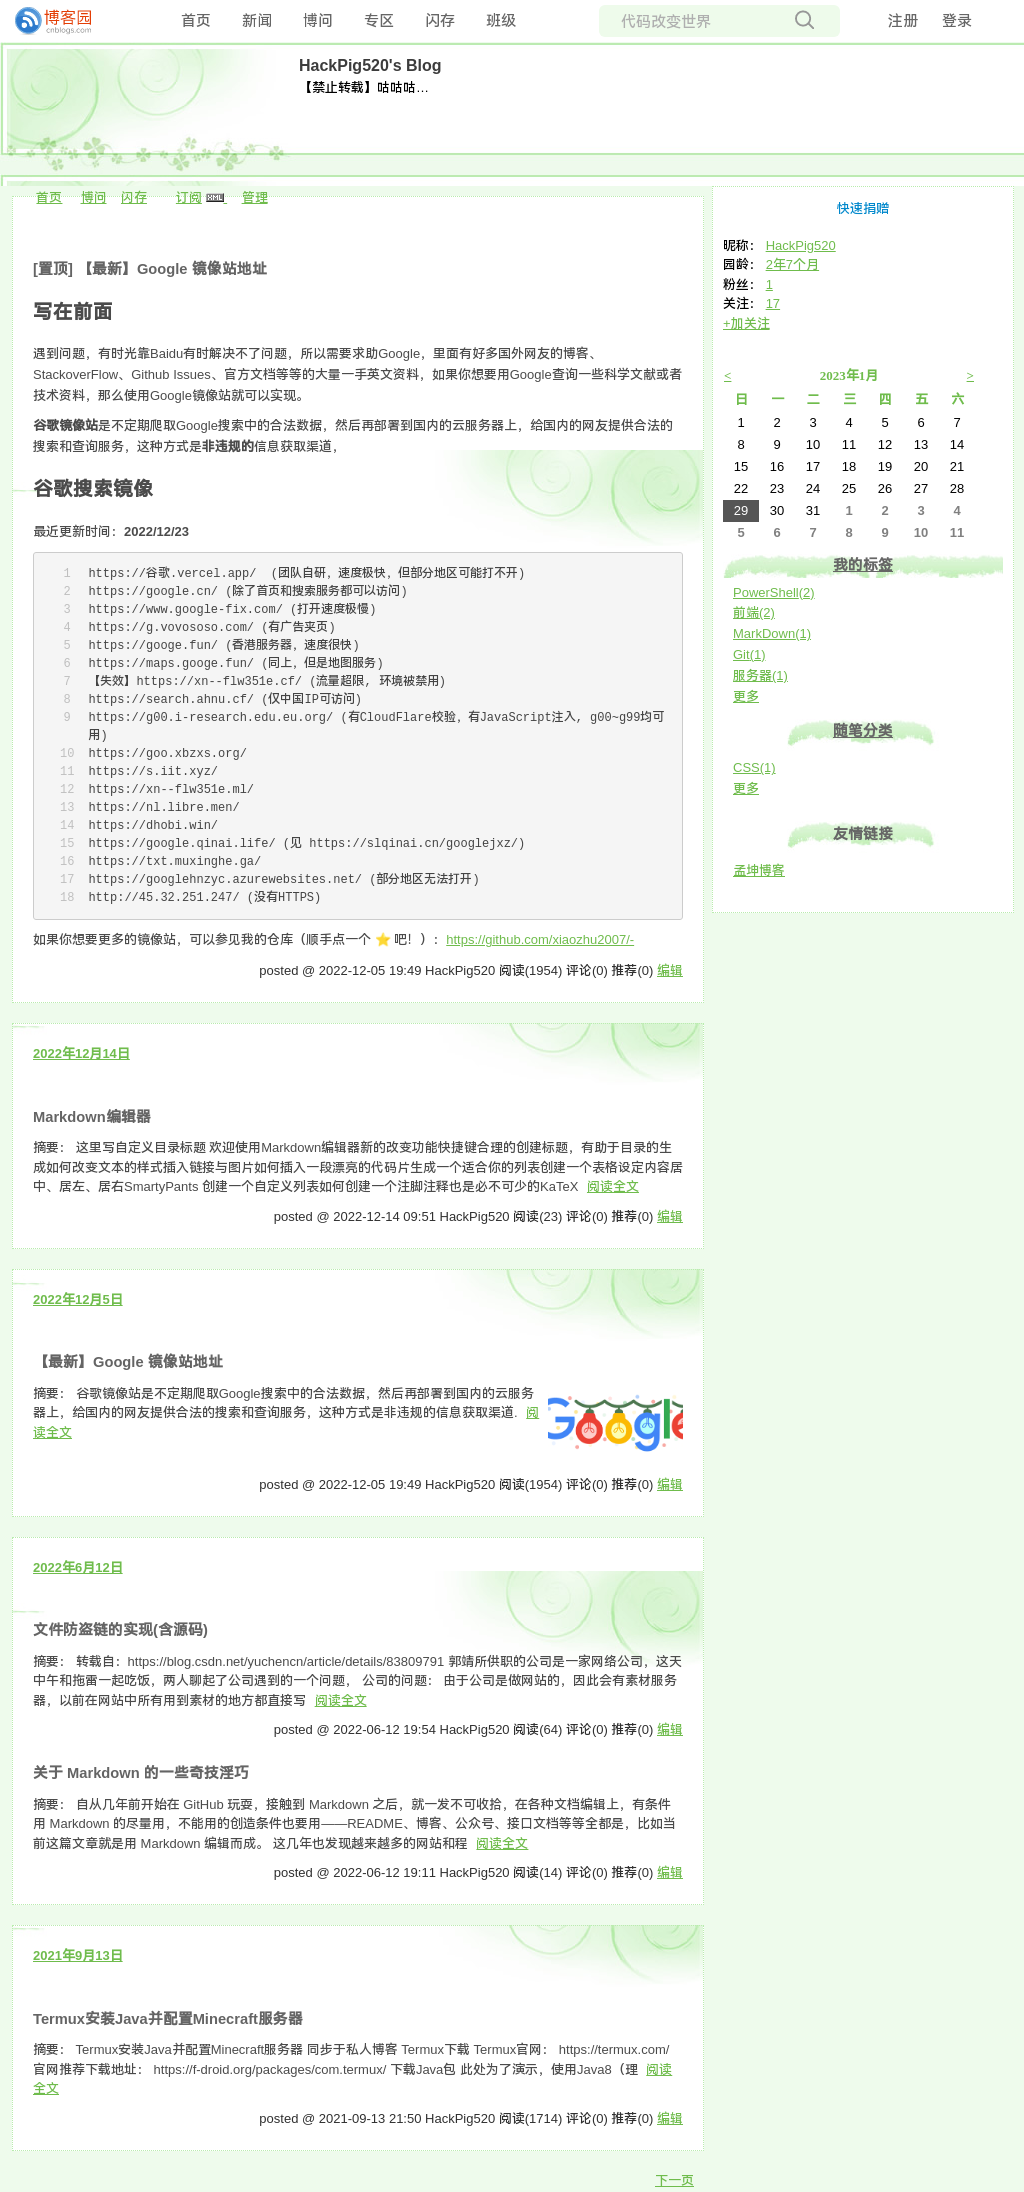 博客园
cnblogs.com
首页 新闻 博问 专区 闪存 班级
代码改变世界
注册 登录
HackPig520's Blog
【禁止转载】咕咕咕…
首页 博问 闪存 订阅 XML 管理
[置顶] 【最新】Google 镜像站地址
写在前面
遇到问题，有时光靠Baidu有时解决不了问题，所以需要求助Google，里面有好多国外网友的博客、
StackoverFlow、Github Issues、官方文档等等的大量一手英文资料，如果你想要用Google查询一些科学文献或者
技术资料，那么使用Google镜像站就可以实现。
谷歌镜像站是不定期爬取Google搜索中的合法数据，然后再部署到国内的云服务器上，给国内的网友提供合法的
搜索和查询服务，这种方式是非违规的信息获取渠道，
谷歌搜索镜像
最近更新时间：2022/12/23
1 https://谷歌.vercel.app/ （团队自研，速度极快，但部分地区可能打不开）
2 https://google.cn/（除了首页和搜索服务都可以访问）
3 https://www.google-fix.com/（打开速度极慢）
4 https://g.vovososo.com/（有广告夹页）
5 https://googe.fun/（香港服务器，速度很快）
6 https://maps.googe.fun/（同上，但是地图服务）
7 【失效】https://xn--flw351e.cf/（流量超限, 环境被禁用）
8 https://search.ahnu.cf/（仅中国IP可访问）
9 https://g00.i-research.edu.eu.org/（有CloudFlare校验，有JavaScript注入, g00~g99均可
用）
10 https://goo.xbzxs.org/
11 https://s.iit.xyz/
12 https://xn--flw351e.ml/
13 https://nl.libre.men/
14 https://dhobi.win/
15 https://google.qinai.life/（见 https://slqinai.cn/googlejxz/）
16 https://txt.muxinghe.ga/
17 https://googlehnzyc.azurewebsites.net/（部分地区无法打开）
18 http://45.32.251.247/（没有HTTPS）
如果你想要更多的镜像站，可以参见我的仓库（顺手点一个 ⭐ 吧！）： https://github.com/xiaozhu2007/-
posted @ 2022-12-05 19:49 HackPig520 阅读(1954) 评论(0) 推荐(0) 编辑
2022年12月14日
Markdown编辑器
摘要： 这里写自定义目录标题 欢迎使用Markdown编辑器新的改变功能快捷键合理的创建标题，有助于目录的生
成如何改变文本的样式插入链接与图片如何插入一段漂亮的代码片生成一个适合你的列表创建一个表格设定内容居
中、居左、居右SmartyPants 创建一个自定义列表如何创建一个注脚注释也是必不可少的KaTeX 阅读全文
posted @ 2022-12-14 09:51 HackPig520 阅读(23) 评论(0) 推荐(0) 编辑
2022年12月5日
【最新】Google 镜像站地址
摘要： 谷歌镜像站是不定期爬取Google搜索中的合法数据，然后再部署到国内的云服务
器上，给国内的网友提供合法的搜索和查询服务，这种方式是非违规的信息获取渠道. 阅
读全文
Google
posted @ 2022-12-05 19:49 HackPig520 阅读(1954) 评论(0) 推荐(0) 编辑
2022年6月12日
文件防盗链的实现(含源码)
摘要： 转载自：https://blog.csdn.net/yuchencn/article/details/83809791 郭靖所供职的公司是一家网络公司，这天
中午和拖雷一起吃饭，两人聊起了公司遇到的一个问题， 公司的问题： 由于公司是做网站的，因此会有素材服务
器，以前在网站中所有用到素材的地方都直接写 阅读全文
posted @ 2022-06-12 19:54 HackPig520 阅读(64) 评论(0) 推荐(0) 编辑
关于 Markdown 的一些奇技淫巧
摘要： 自从几年前开始在 GitHub 玩耍，接触到 Markdown 之后，就一发不可收拾，在各种文档编辑上，有条件
用 Markdown 的尽量用，不能用的创造条件也要用——README、博客、公众号、接口文档等等全都是，比如当
前这篇文章就是用 Markdown 编辑而成。 这几年也发现越来越多的网站和程 阅读全文
posted @ 2022-06-12 19:11 HackPig520 阅读(14) 评论(0) 推荐(0) 编辑
2021年9月13日
Termux安装Java并配置Minecraft服务器
摘要： Termux安装Java并配置Minecraft服务器 同步于私人博客 Termux下载 Termux官网： https://termux.com/
官网推荐下载地址： https://f-droid.org/packages/com.termux/ 下载Java包 此处为了演示，使用Java8（理 阅读
全文
posted @ 2021-09-13 21:50 HackPig520 阅读(1714) 评论(0) 推荐(0) 编辑
下一页
快速捐赠
昵称： HackPig520
园龄： 2年7个月
粉丝： 1
关注： 17
+加关注
< 2023年1月 >
日 一 二 三 四 五 六
1 2 3 4 5 6 7
8 9 10 11 12 13 14
15 16 17 18 19 20 21
22 23 24 25 26 27 28
29 30 31 1 2 3 4
5 6 7 8 9 10 11
我的标签
PowerShell(2)
前端(2)
MarkDown(1)
Git(1)
服务器(1)
更多
随笔分类
CSS(1)
更多
友情链接
孟坤博客